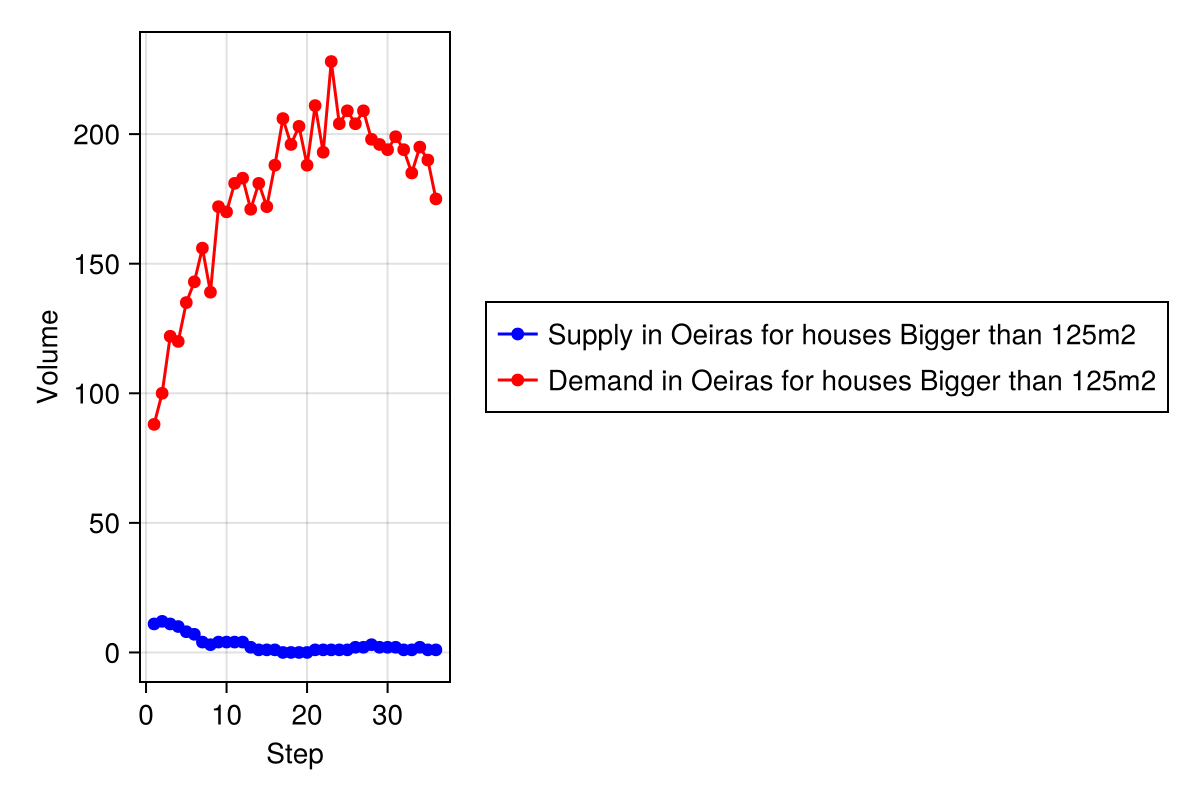 Volume
200
150
100
50
0
0 10 20 30
Step
Supply in Oeiras for houses Bigger than 125m2
Demand in Oeiras for houses Bigger than 125m2